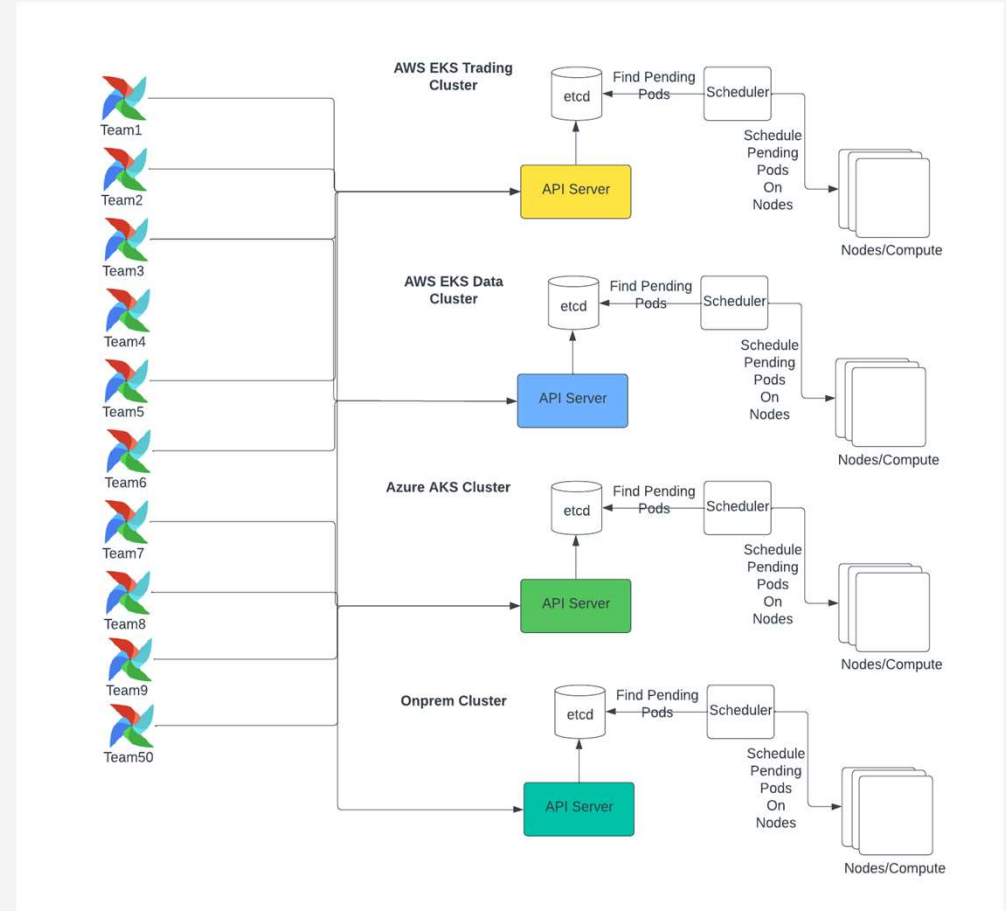 AWS EKS Trading
Cluster
Team1
Team2
Team3
Team4
Team5
Team6
Team7
Team8
Team9
Team50
etcd
Find Pending
Pods
Scheduler
API Server
Schedule
Pending
Pods
On
Nodes
Nodes/Compute
AWS EKS Data
Cluster
etcd
Find Pending
Pods
Scheduler
API Server
Schedule
Pending
Pods
On
Nodes
Nodes/Compute
Azure AKS Cluster
etcd
Find Pending
Pods
Scheduler
API Server
Schedule
Pending
Pods
On
Nodes
Nodes/Compute
Onprem Cluster
etcd
Find Pending
Pods
Scheduler
API Server
Schedule
Pending
Pods
On
Nodes
Nodes/Compute